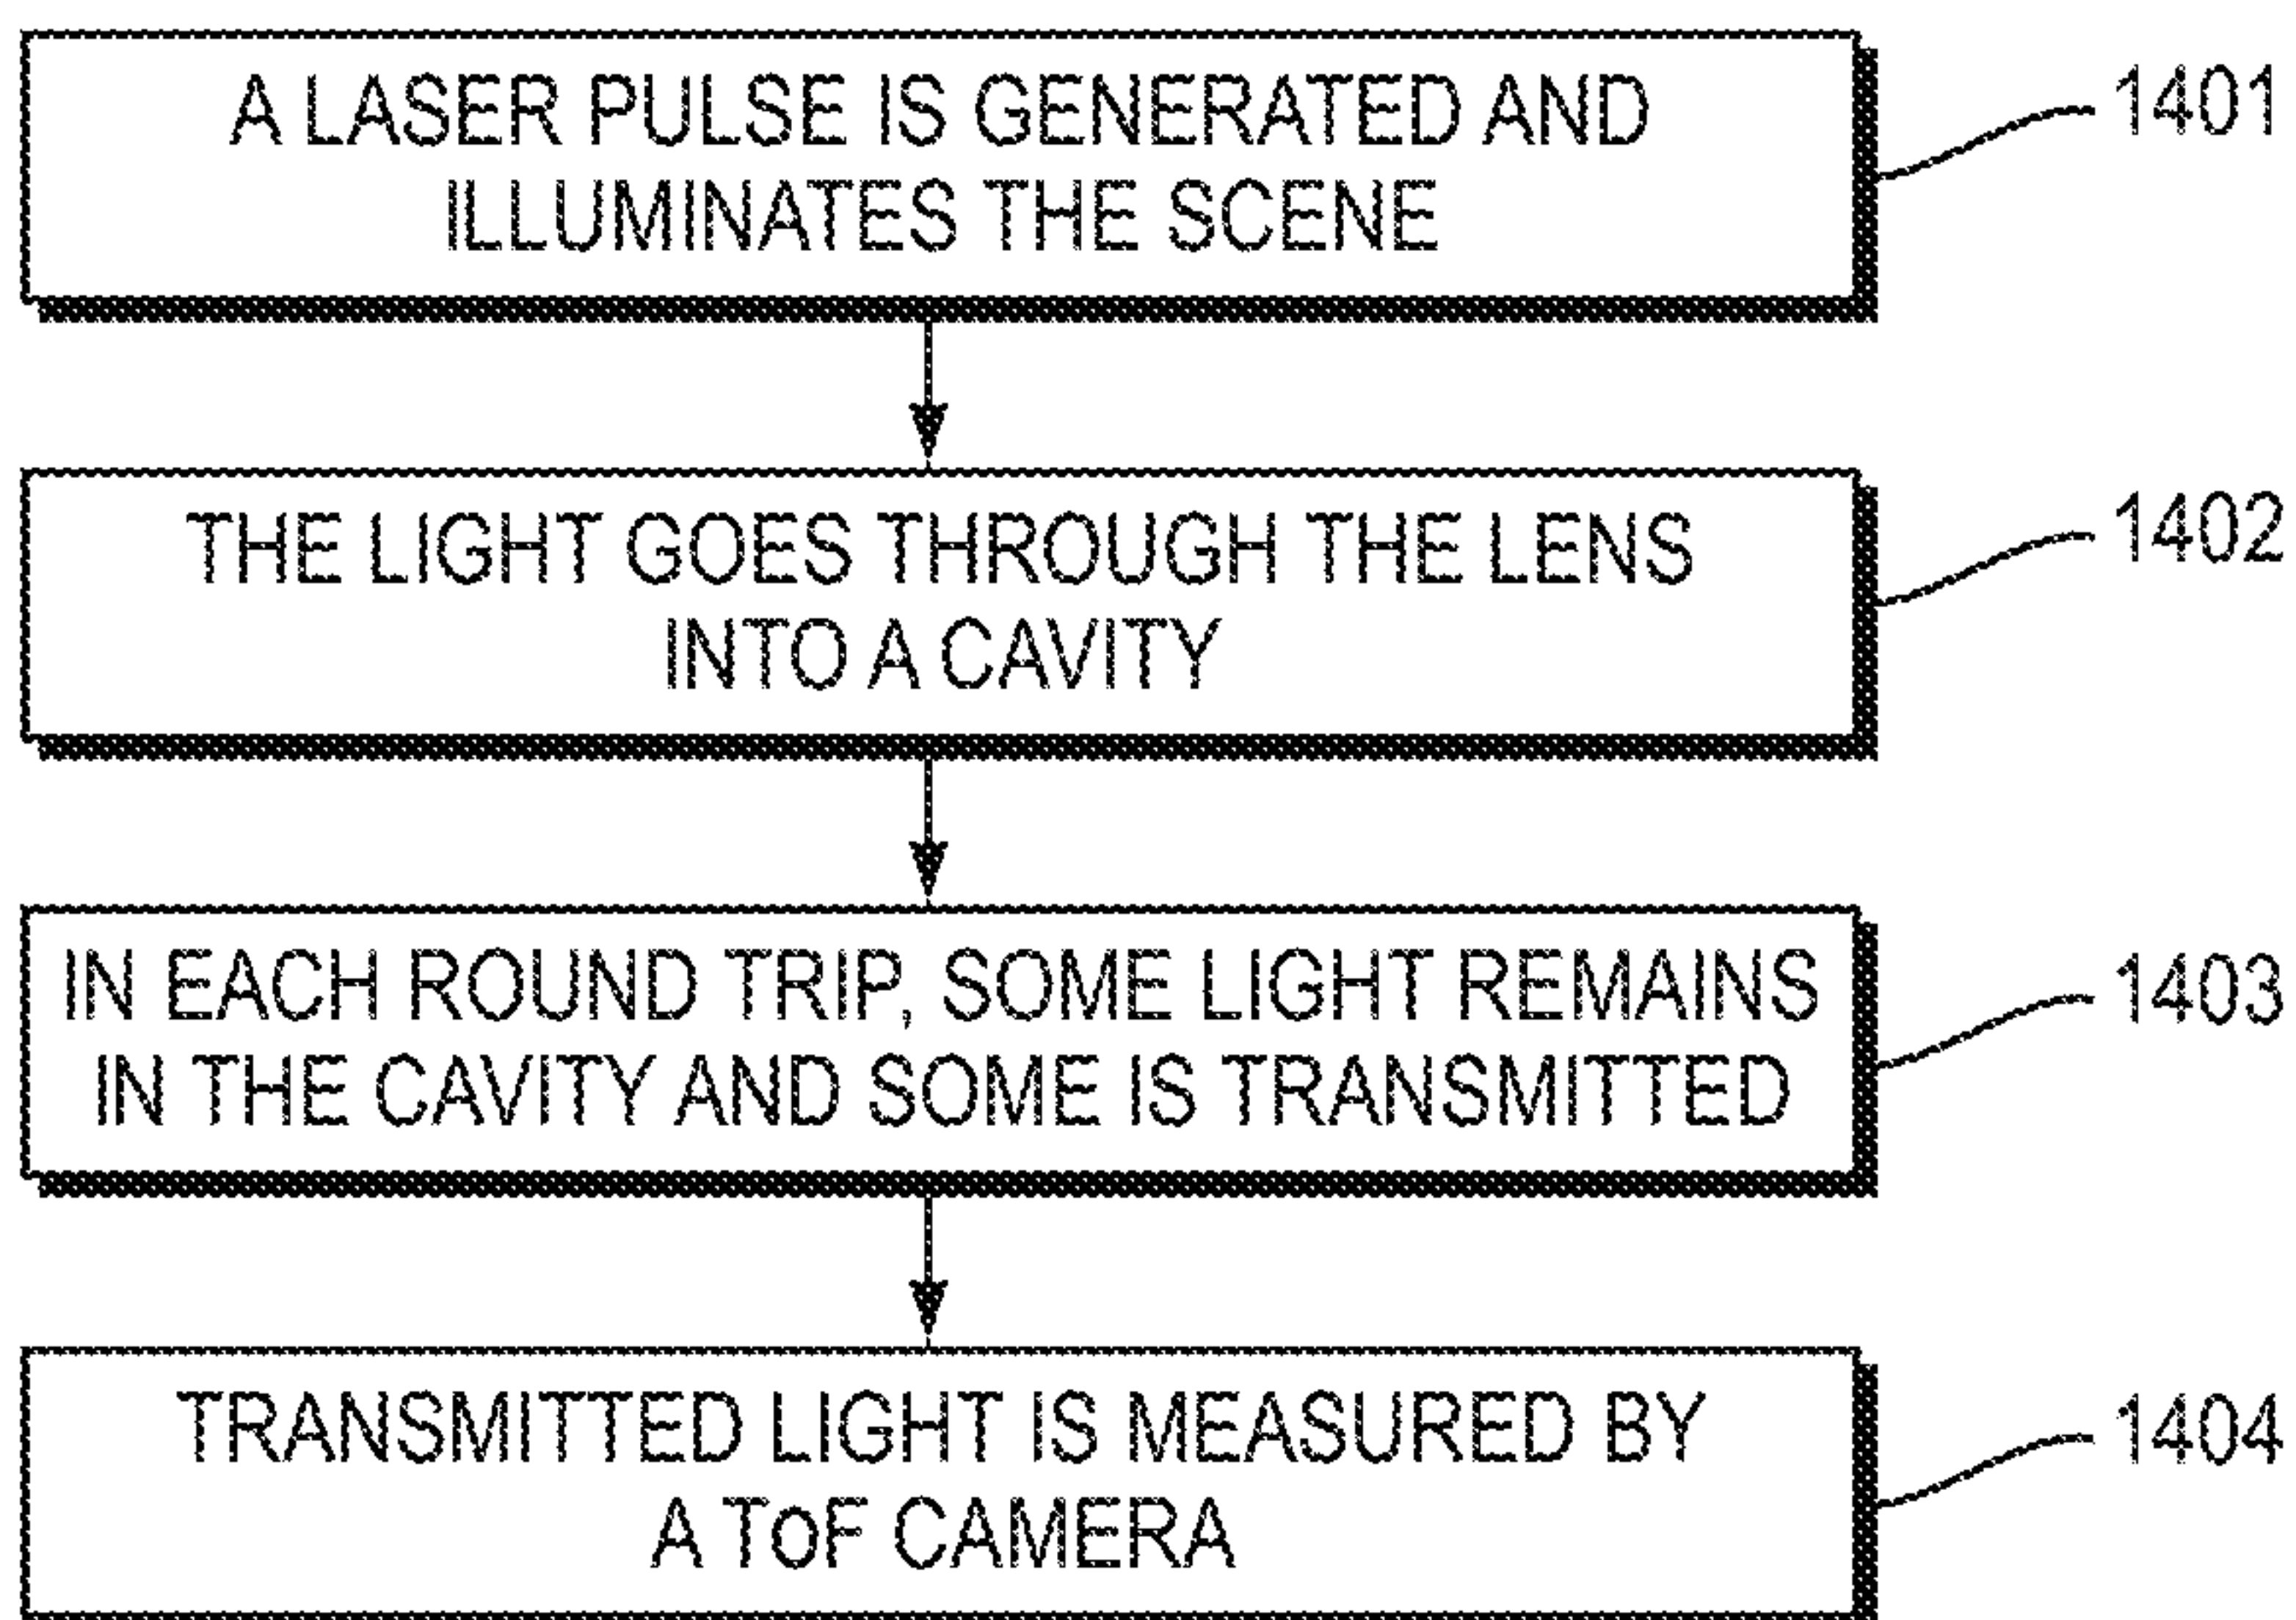 A LASER PULSE IS GENERATED AND
ILLUMINATES THE SCENE
1401
THE LIGHT GOES THROUGH THE LENS
INTO A CAVITY
1402
IN EACH ROUND TRIP, SOME LIGHT REMAINS
IN THE CAVITY AND SOME IS TRANSMITTED
1403
TRANSMITTED LIGHT IS MEASURED BY
A ToF CAMERA
1404